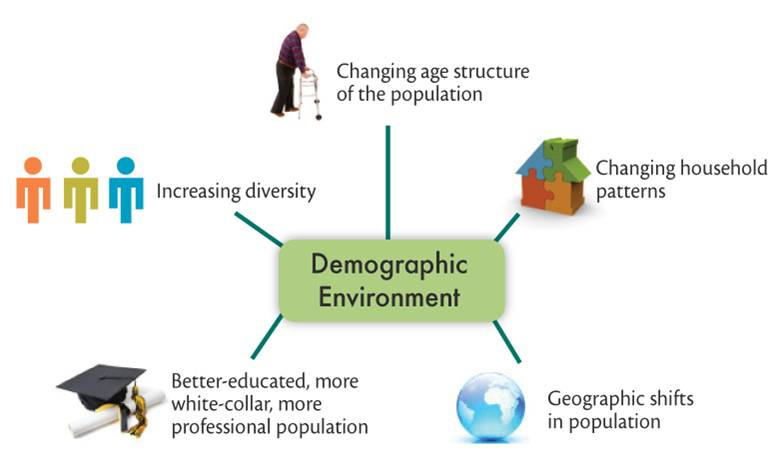 Changing age structure
of the population
Changing household
patterns
Increasing diversity
Demographic
Environment
Better-educated, more
white-collar, more
professional population
Geographic shifts
in population